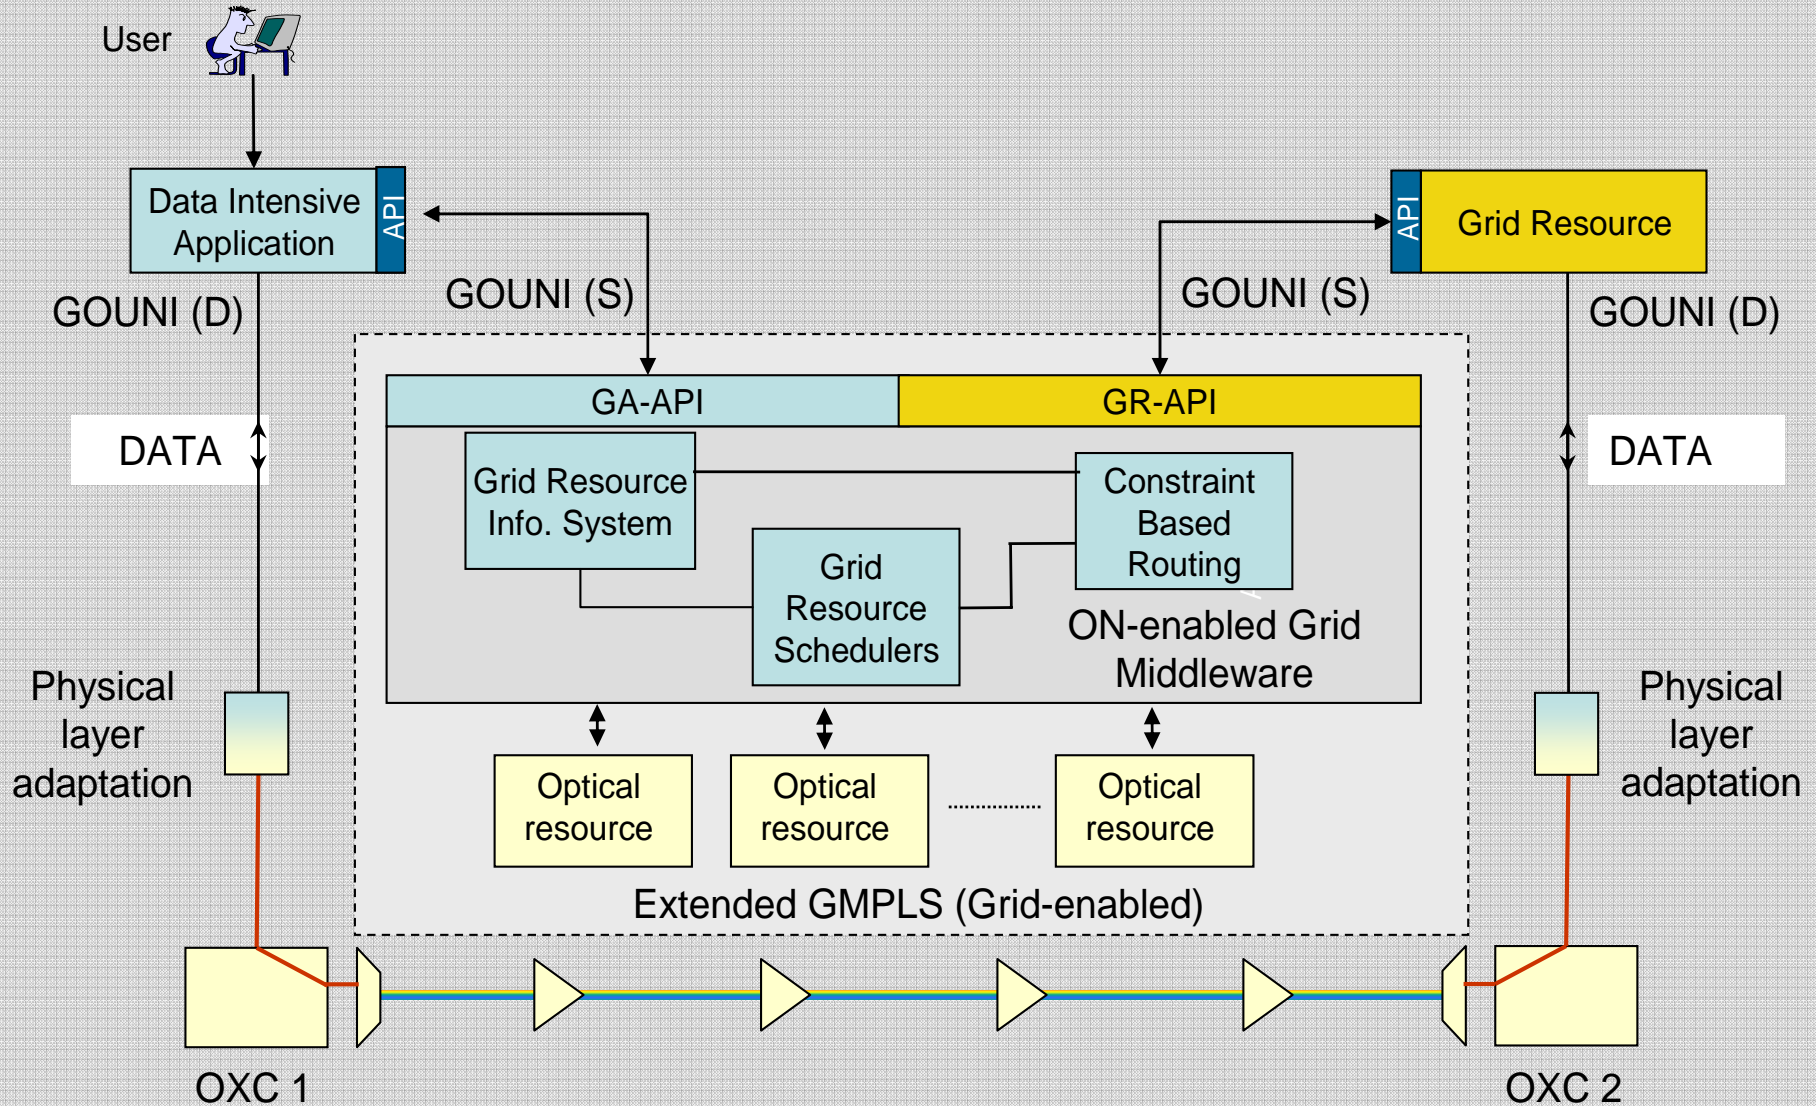 User
Data Intensive
Application
API
API
Grid Resource
GOUNI (D)
GOUNI (S)
GOUNI (S)
GOUNI (D)
GA-API
GR-API
DATA
DATA
Grid Resource
Info. System
Constraint
Based
Routing
Grid
Resource
Schedulers
ON-enabled Grid
Middleware
Physical
layer
adaptation
Physical
layer
adaptation
Optical
resource
Optical
resource
Optical
resource
Extended GMPLS (Grid-enabled)
OXC 1
OXC 2